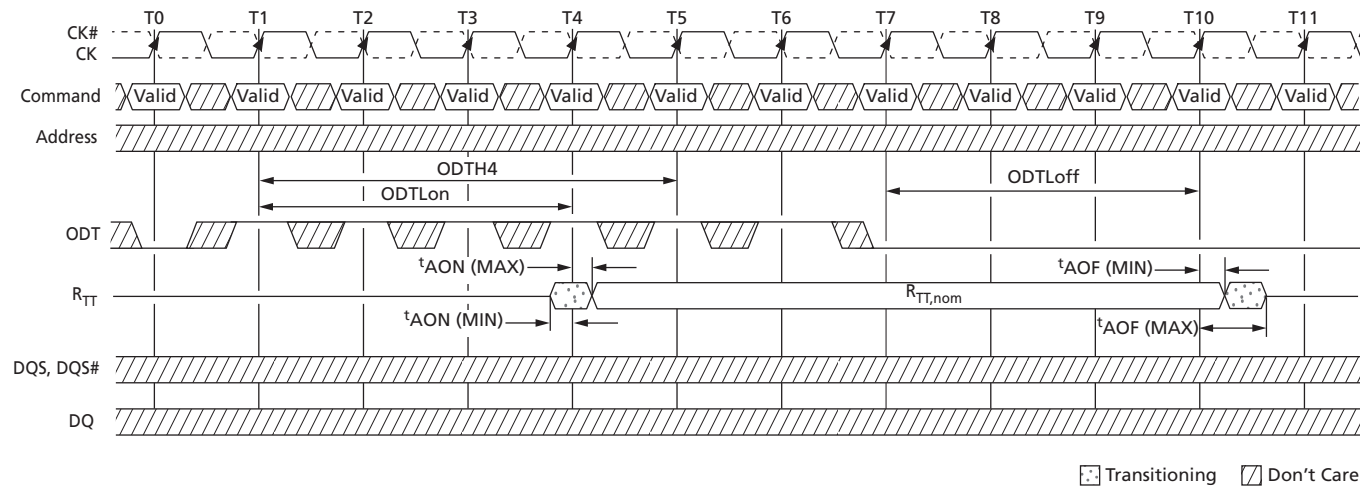 T0 T1 T2 T3 T4 T5 T6 T7 T8 T9 T10 T11
CK#
CK
Command Valid Valid Valid Valid Valid Valid Valid Valid Valid Valid Valid Valid
Address
ODTH4
ODTLoff
ODTLon
ODT
tAON (MAX) tAOF (MIN)
RTT RTT,nom
tAON (MIN) tAOF (MAX)
DQS, DQS#
DQ
Transitioning Don't Care